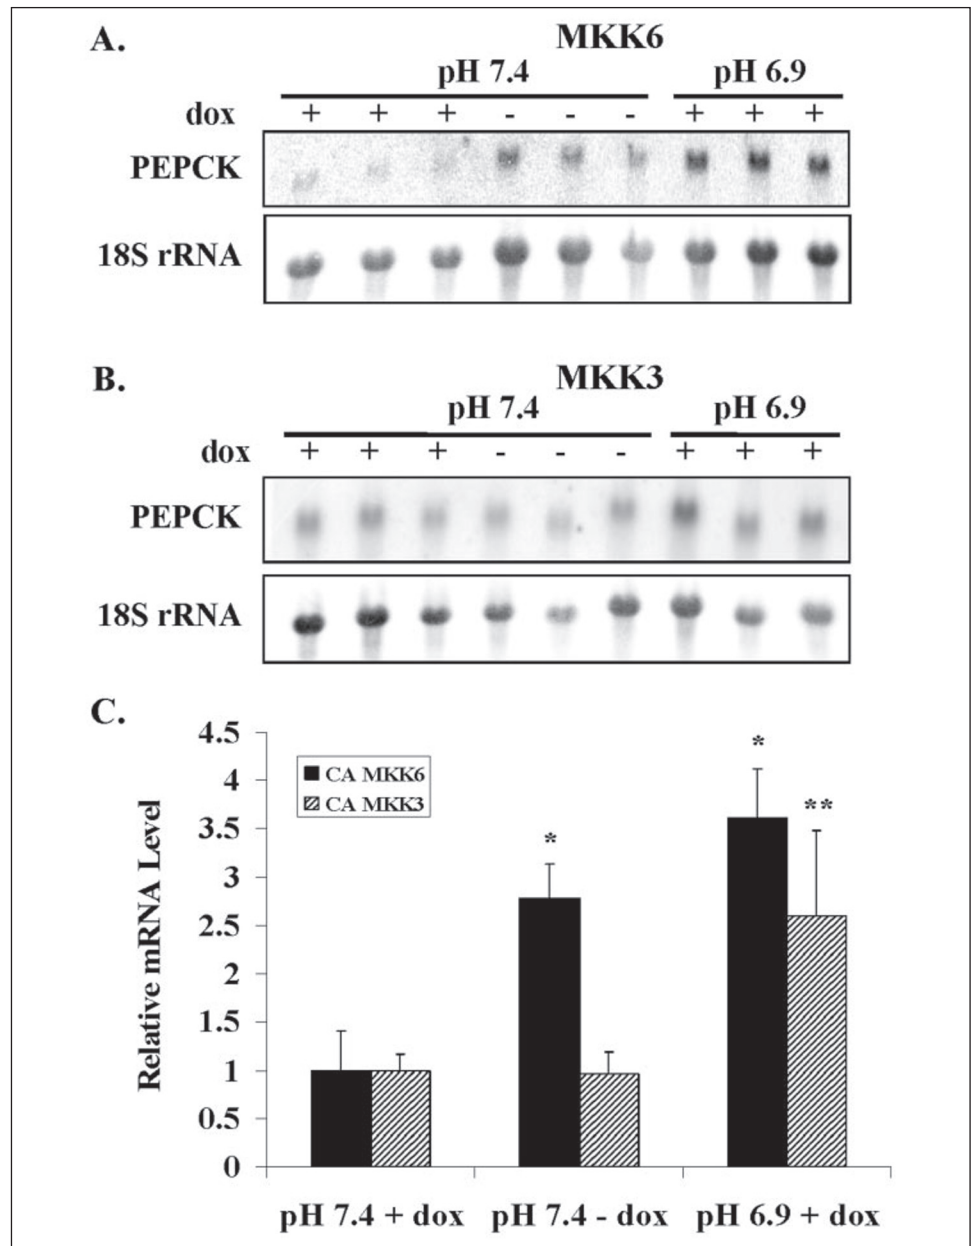 A.
MKK6
pH 7.4 pH 6.9
dox + + + - - - + + +
PEPCK
18S rRNA
B.
MKK3
pH 7.4 pH 6.9
dox + + + - - - + + +
PEPCK
18S rRNA
C.
Relative mRNA Level
4.5
4
3.5
3
2.5
2
1.5
1
0.5
0
CA MKK6
CA MKK3
*
*
**
pH 7.4 + dox pH 7.4 - dox pH 6.9 + dox